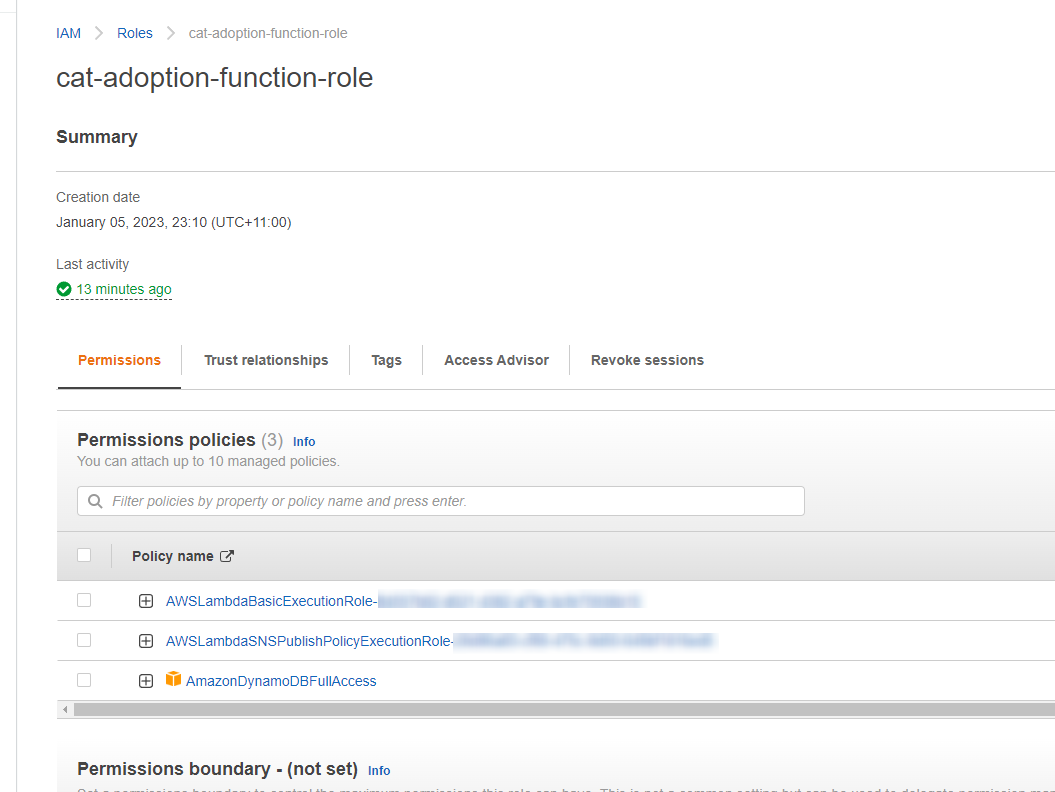 IAM > Roles > cat-adoption-function-role
cat-adoption-function-role
Summary
Creation date
January 05, 2023, 23:10 (UTC+11:00)
Last activity
13 minutes ago
Permissions Trust relationships Tags Access Advisor Revoke sessions
Permissions policies (3) Info
You can attach up to 10 managed policies.
Filter policies by property or policy name and press enter.
Policy name
AWSLambdaBasicExecutionRole-
AWSLambdaSNSPublishPolicyExecutionRole-
AmazonDynamoDBFullAccess
Permissions boundary - (not set) Info